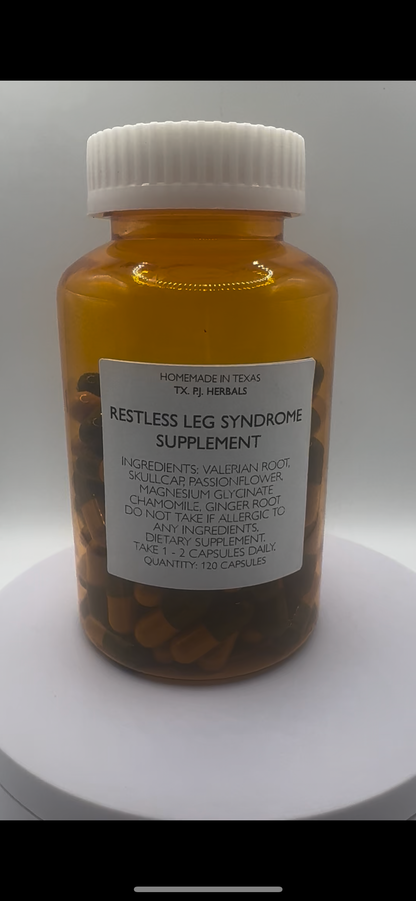 HOMEMADE IN TEXAS
TX. P.J. HERBALS
RESTLESS LEG SYNDROME
SUPPLEMENT
INGREDIENTS: VALERIAN ROOT,
SKULLCAP, PASSIONFLOWER,
MAGNESIUM GLYCINATE
CHAMOMILE, GINGER ROOT
DO NOT TAKE IF ALLERGIC TO
ANY INGREDIENTS.
DIETARY SUPPLEMENT.
TAKE 1 - 2 CAPSULES DAILY.
QUANTITY: 120 CAPSULES